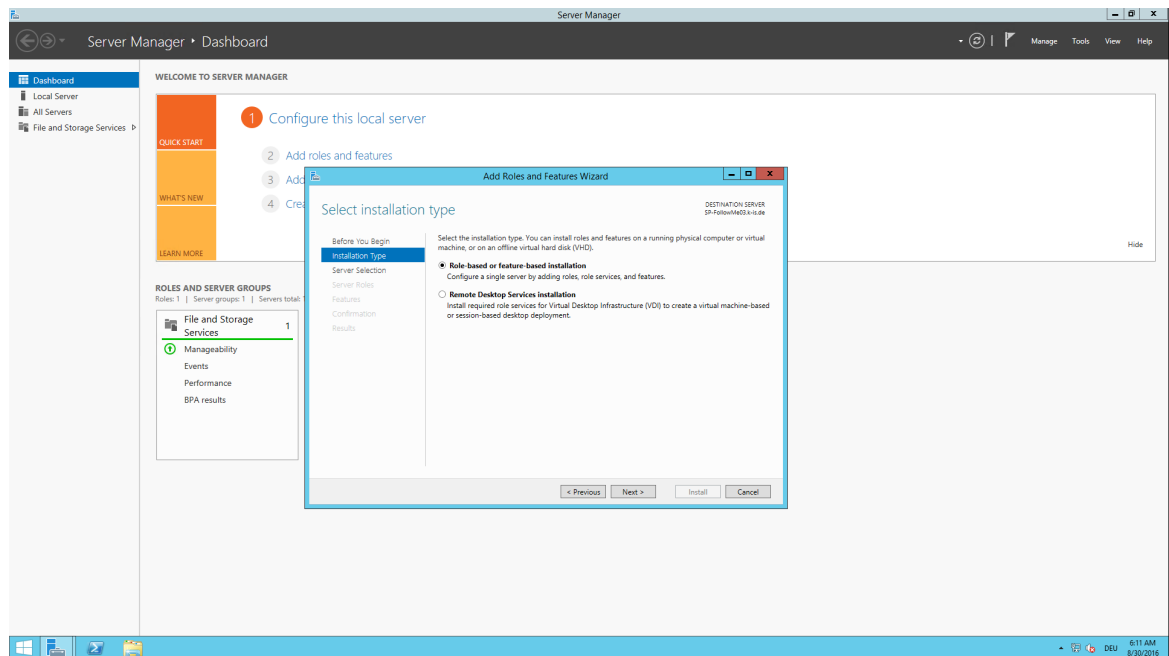 Server Manager
Server Manager • Dashboard
Manage Tools View Help
Dashboard
Local Server
All Servers
File and Storage Services
WELCOME TO SERVER MANAGER
QUICK START
WHAT'S NEW
LEARN MORE
1 Configure this local server
2 Add roles and features
3 Add
4 Crea
Hide
ROLES AND SERVER GROUPS
Roles: 1 | Server groups: 1 | Servers total: 1
File and Storage
Services
1
Manageability
Events
Performance
BPA results
Add Roles and Features Wizard
Select installation type
DESTINATION SERVER
SP-FollowMe03.k-is.de
Before You Begin
Installation Type
Server Selection
Server Roles
Features
Confirmation
Results
Select the installation type. You can install roles and features on a running physical computer or virtual
machine, or on an offline virtual hard disk (VHD).
Role-based or feature-based installation
Configure a single server by adding roles, role services, and features.
Remote Desktop Services installation
Install required role services for Virtual Desktop Infrastructure (VDI) to create a virtual machine-based
or session-based desktop deployment.
< Previous Next > Install Cancel
DEU
6:11 AM
8/30/2016